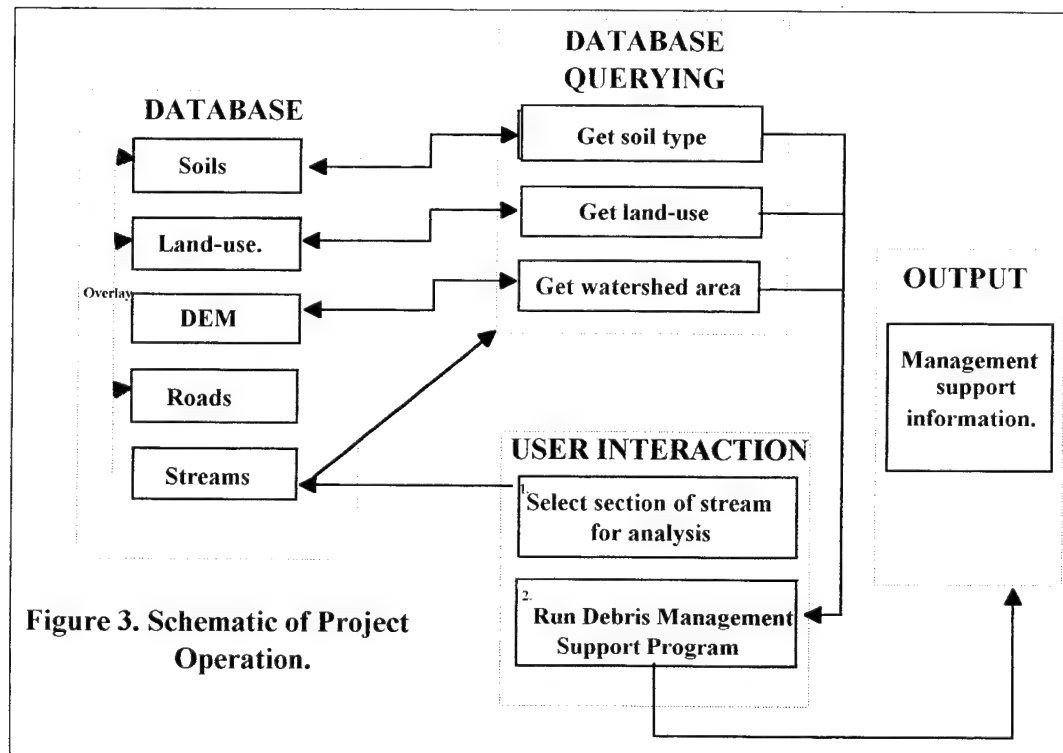 DATABASE
Soils
Land-use.
Overlay
DEM
Roads
Streams
DATABASE
QUERYING
Get soil type
Get land-use
Get watershed area
USER INTERACTION
1. Select section of stream
for analysis
2. Run Debris Management
Support Program
OUTPUT
Management
support
information.
Figure 3. Schematic of Project
Operation.